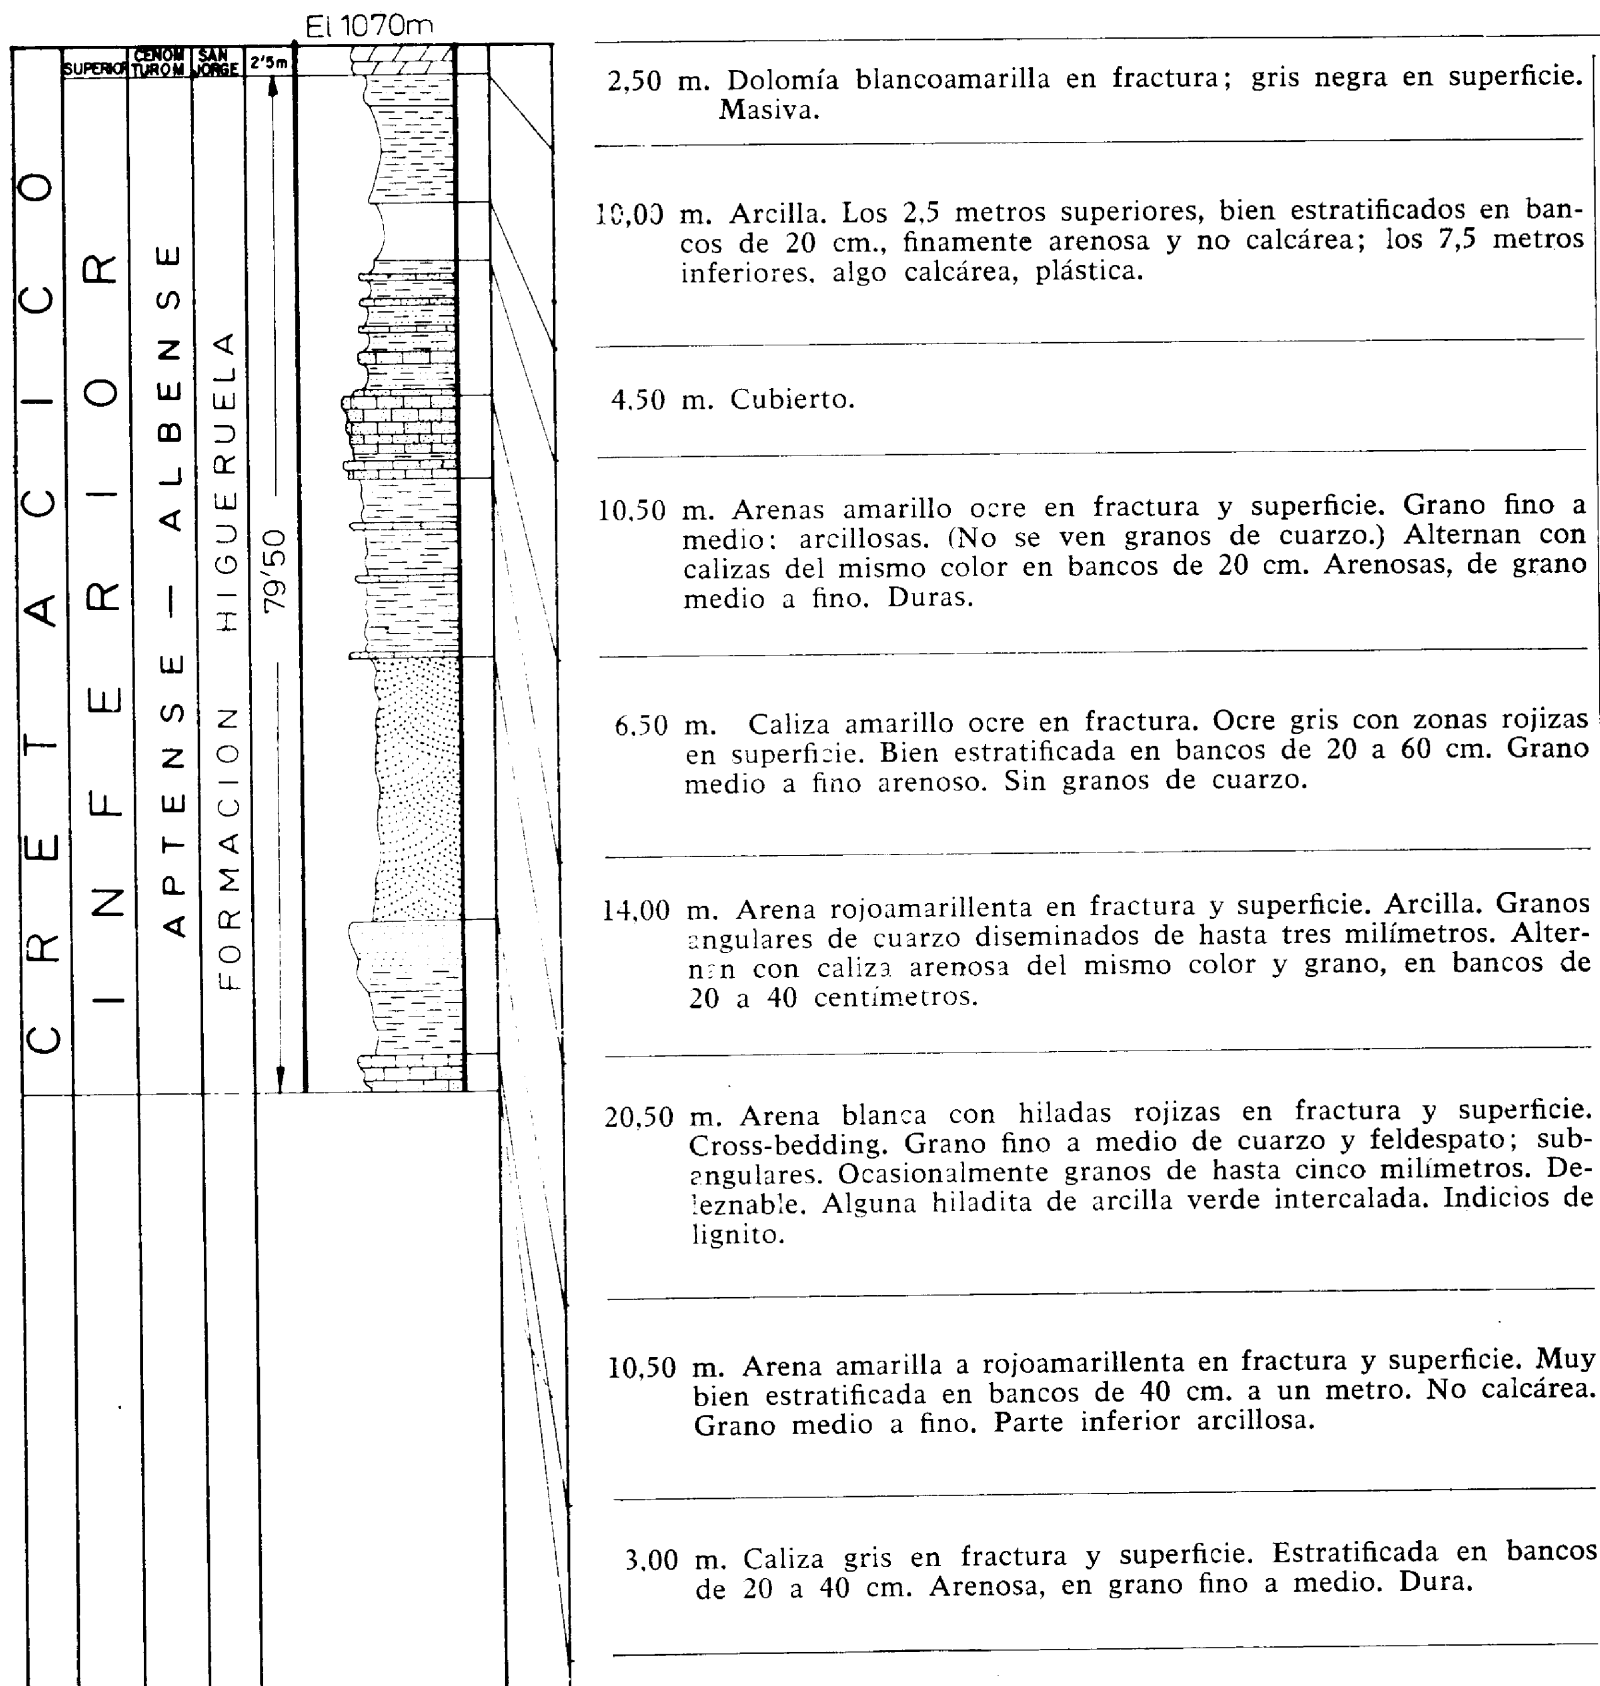 El 1070m
SUPERIOR
CENOM
TUROM
SAN
JORGE
2'5m
CRETACICO
INFERIOR
APTENSE — ALBENSE
FORMACION HIGUERUELA
79'50
2,50 m. Dolomía blancoamarilla en fractura; gris negra en superficie.
Masiva.
10,00 m. Arcilla. Los 2,5 metros superiores, bien estratificados en ban-
cos de 20 cm., finamente arenosa y no calcárea; los 7,5 metros
inferiores, algo calcárea, plástica.
4.50 m. Cubierto.
10,50 m. Arenas amarillo ocre en fractura y superficie. Grano fino a
medio: arcillosas. (No se ven granos de cuarzo.) Alternan con
calizas del mismo color en bancos de 20 cm. Arenosas, de grano
medio a fino. Duras.
6,50 m. Caliza amarillo ocre en fractura. Ocre gris con zonas rojizas
en superficie. Bien estratificada en bancos de 20 a 60 cm. Grano
medio a fino arenoso. Sin granos de cuarzo.
14,00 m. Arena rojoamarillenta en fractura y superficie. Arcilla. Granos
angulares de cuarzo diseminados de hasta tres milímetros. Alter-
nan con caliza arenosa del mismo color y grano, en bancos de
20 a 40 centímetros.
20,50 m. Arena blanca con hiladas rojizas en fractura y superficie.
Cross-bedding. Grano fino a medio de cuarzo y feldespato; sub-
angulares. Ocasionalmente granos de hasta cinco milímetros. De-
leznable. Alguna hiladita de arcilla verde intercalada. Indicios de
lignito.
10,50 m. Arena amarilla a rojoamarillenta en fractura y superficie. Muy
bien estratificada en bancos de 40 cm. a un metro. No calcárea.
Grano medio a fino. Parte inferior arcillosa.
3,00 m. Caliza gris en fractura y superficie. Estratificada en bancos
de 20 a 40 cm. Arenosa, en grano fino a medio. Dura.